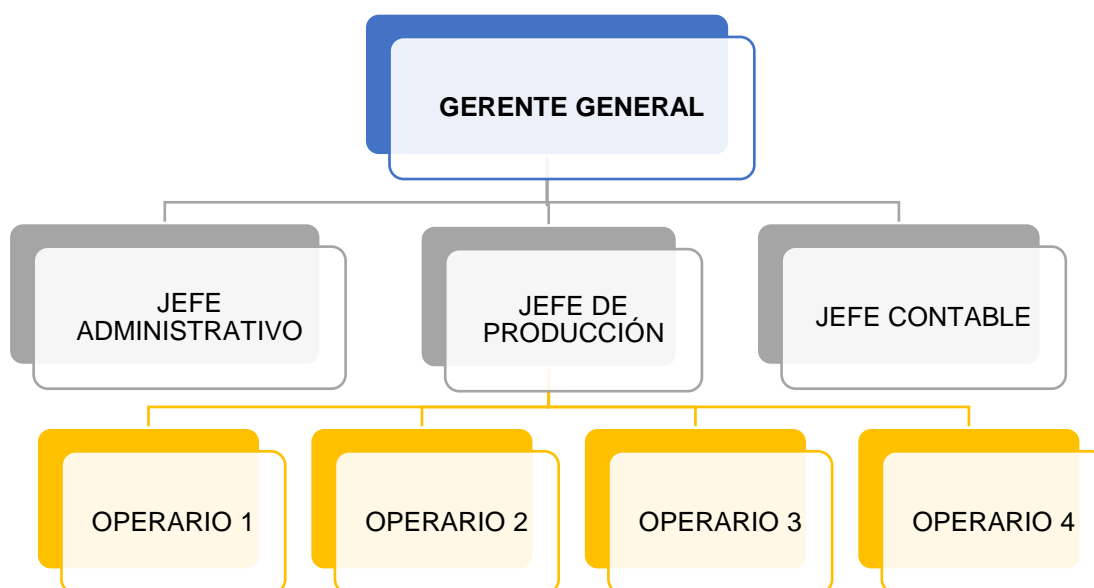 GERENTE GENERAL
JEFE
ADMINISTRATIVO
JEFE DE
PRODUCCIÓN
JEFE CONTABLE
OPERARIO 1
OPERARIO 2
OPERARIO 3
OPERARIO 4